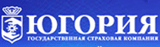 ЮГОРИЯ
ГОСУДАРСТВЕННАЯ СТРАХОВАЯ КОМПАНИЯ